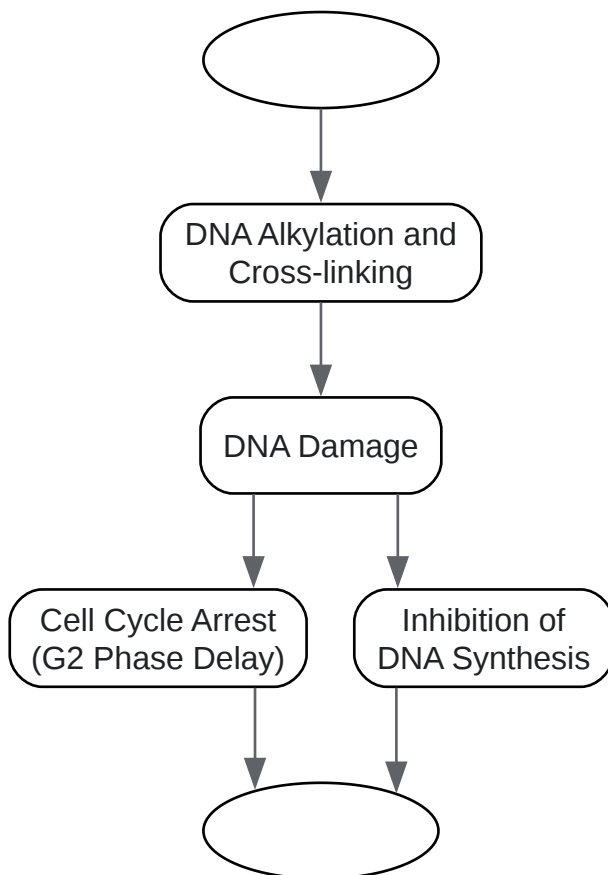 DNA Alkylation and
Cross-linking
DNA Damage
Cell Cycle Arrest
(G2 Phase Delay)
Inhibition of
DNA Synthesis